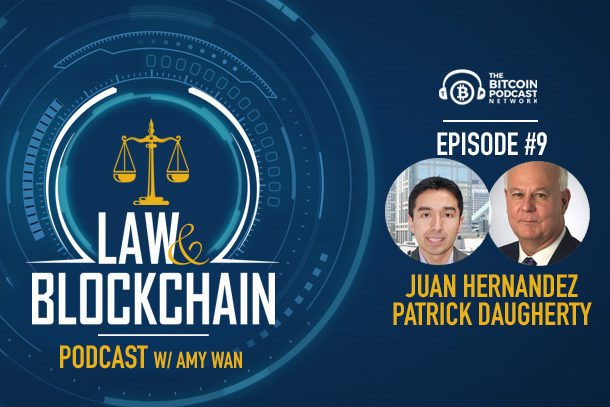 LAW&
BLOCKCHAIN
PODCAST W/ AMY WAN
THE
BITCOIN
PODCAST
NETWORK
EPISODE #9
JUAN HERNANDEZ
PATRICK DAUGHERTY